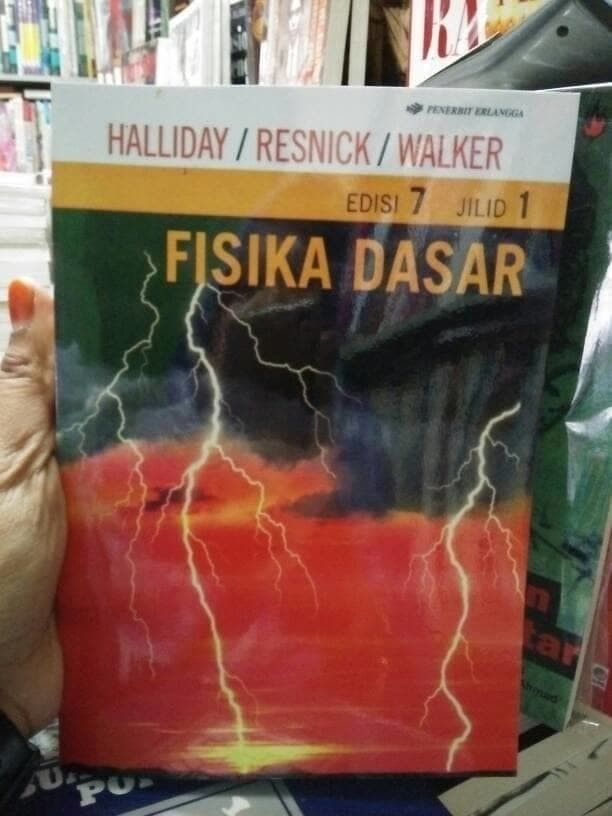 PENERBIT ERLANGGA
HALLIDAY / RESNICK / WALKER
EDISI 7 JILID 1
FISIKA DASAR